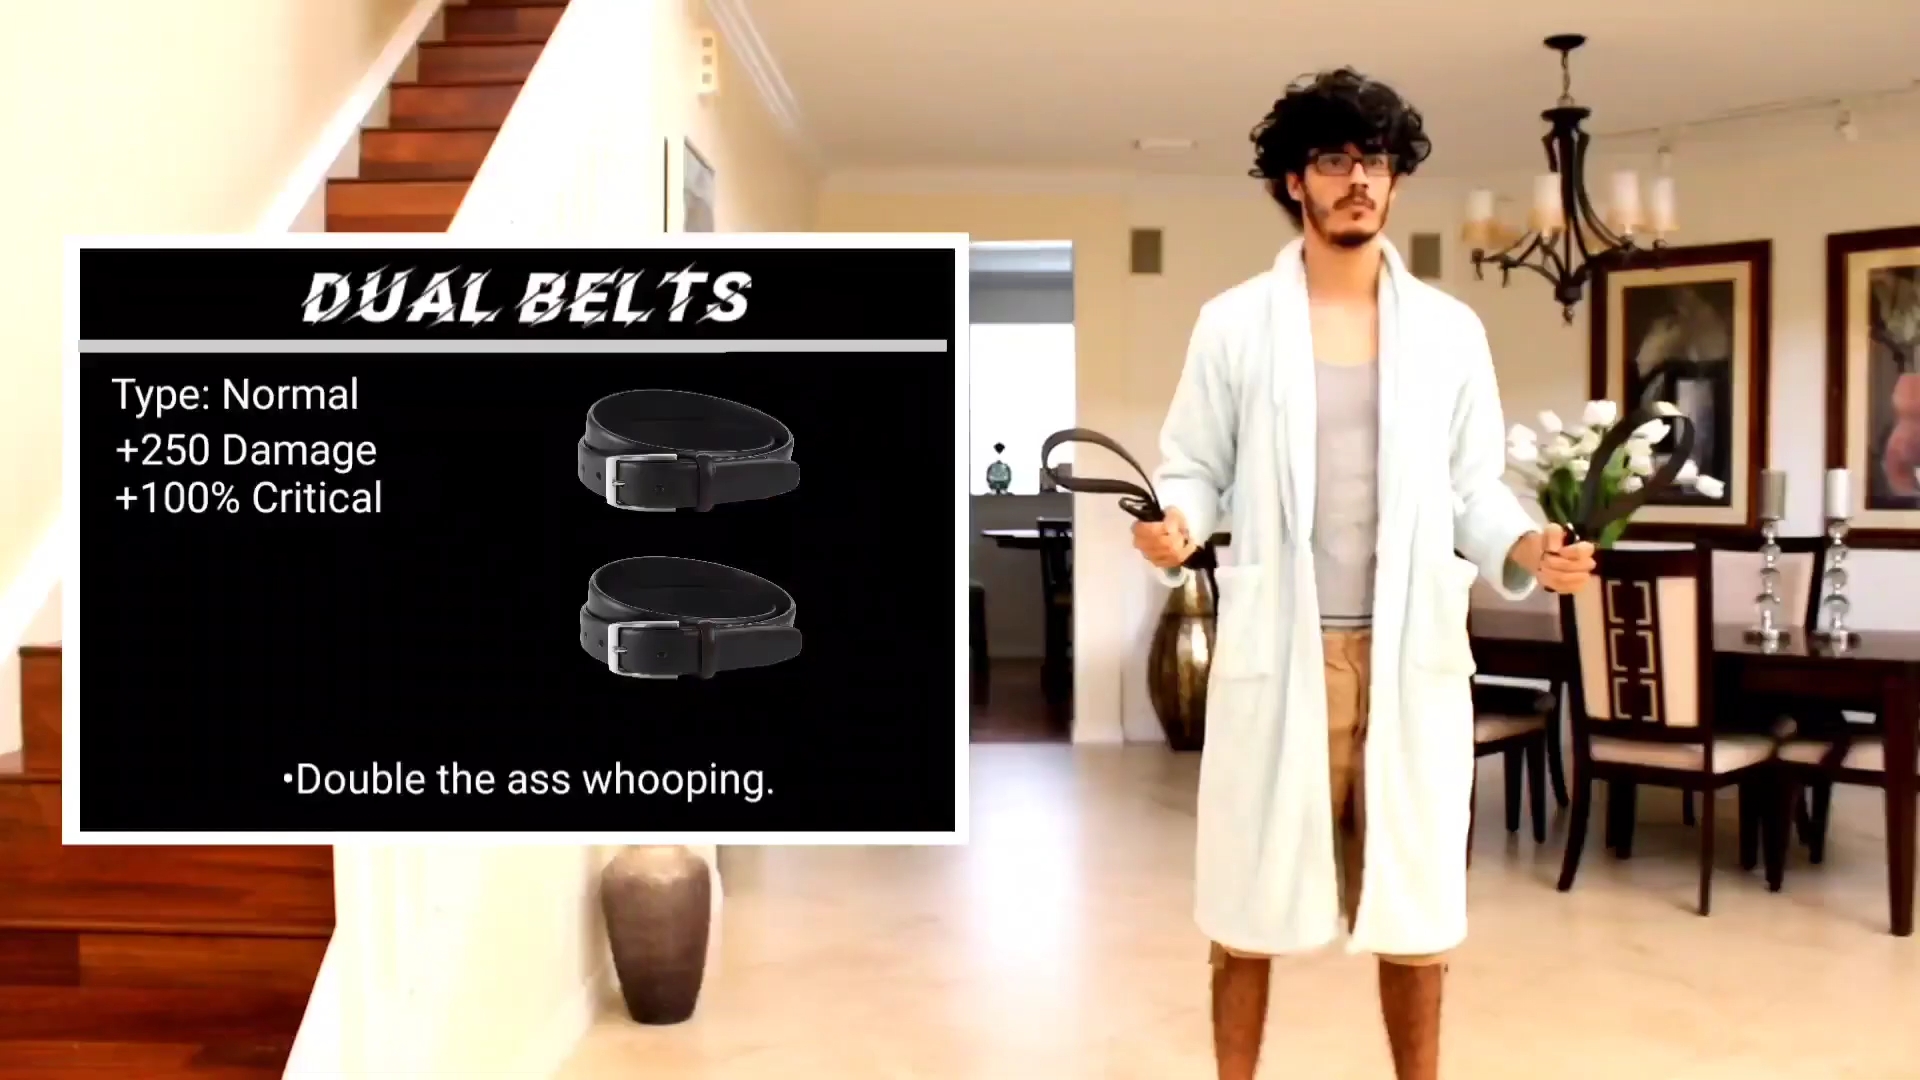 DUAL BELTS
Type: Normal
+250 Damage
+100% Critical
•Double the ass whooping.